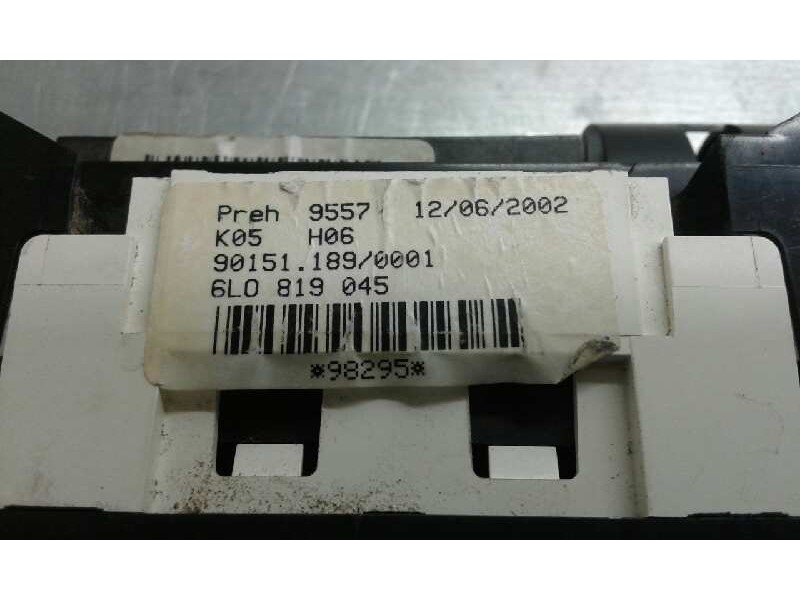 Preh 9557 12/06/2002
K05 H06
90151.189/0001
6L0 819 045
*98295*